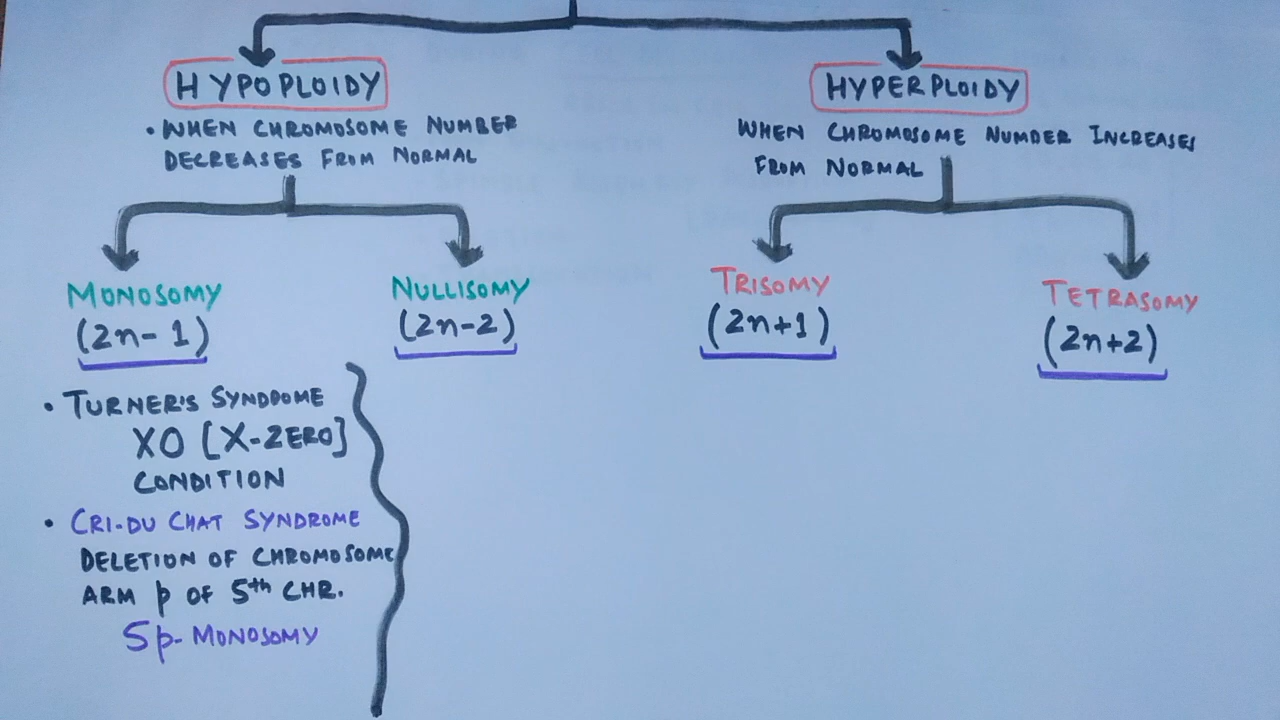 HYPOPLOIDY
• WHEN CHROMOSOME NUMBER
DECREASES FROM NORMAL
HYPERPLOIDY
WHEN CHROMOSOME NUMBER INCREASES
FROM NORMAL
MONOSOMY
(2n-1)
NULLISOMY
(2n-2)
TRISOMY
(2n+1)
TETRASOMY
(2n+2)
• TURNER'S SYNDROME
XO [X-ZERO]
CONDITION
• CRI-DU CHAT SYNDROME
DELETION OF CHROMOSOME
ARM p OF 5th CHR.
5p- MONOSOMY